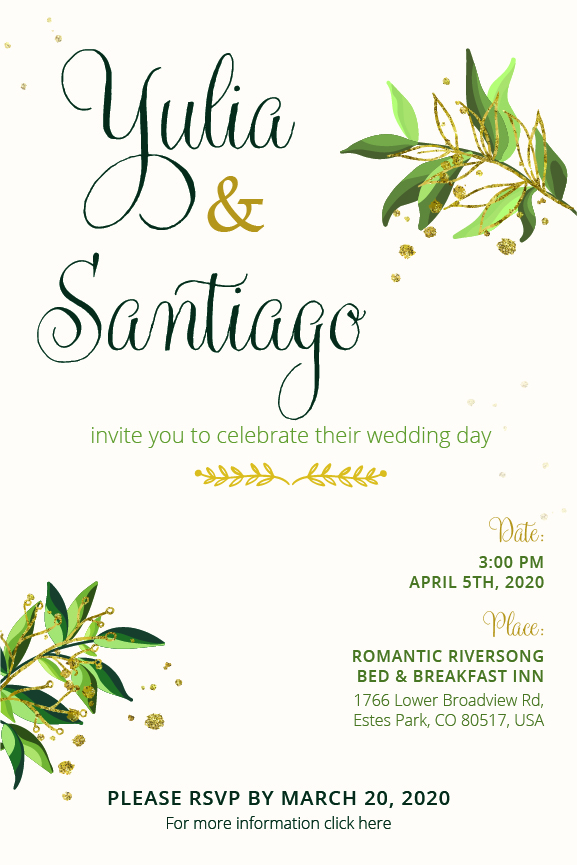 Yulia
&
Santiago
invite you to celebrate their wedding day
Date:
3:00 PM
APRIL 5TH, 2020
Place:
ROMANTIC RIVERSONG
BED & BREAKFAST INN
1766 Lower Broadview Rd,
Estes Park, CO 80517, USA
PLEASE RSVP BY MARCH 20, 2020
For more information click here